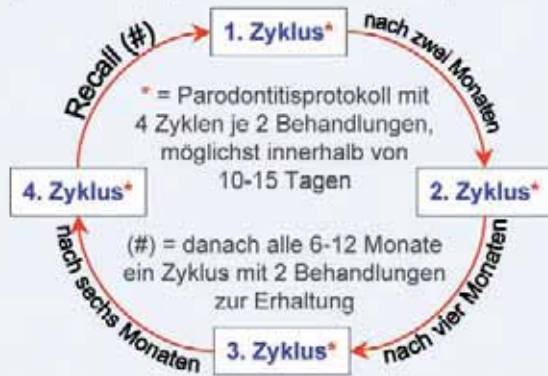 1. Zyklus*
nach zwei Monaten
2. Zyklus*
nach vier Monaten
3. Zyklus*
nach sechs Monaten
4. Zyklus*
Recall (#)
* = Parodontitisprotokoll mit
4 Zyklen je 2 Behandlungen,
möglichst innerhalb von
10-15 Tagen
(#) = danach alle 6-12 Monate
ein Zyklus mit 2 Behandlungen
zur Erhaltung